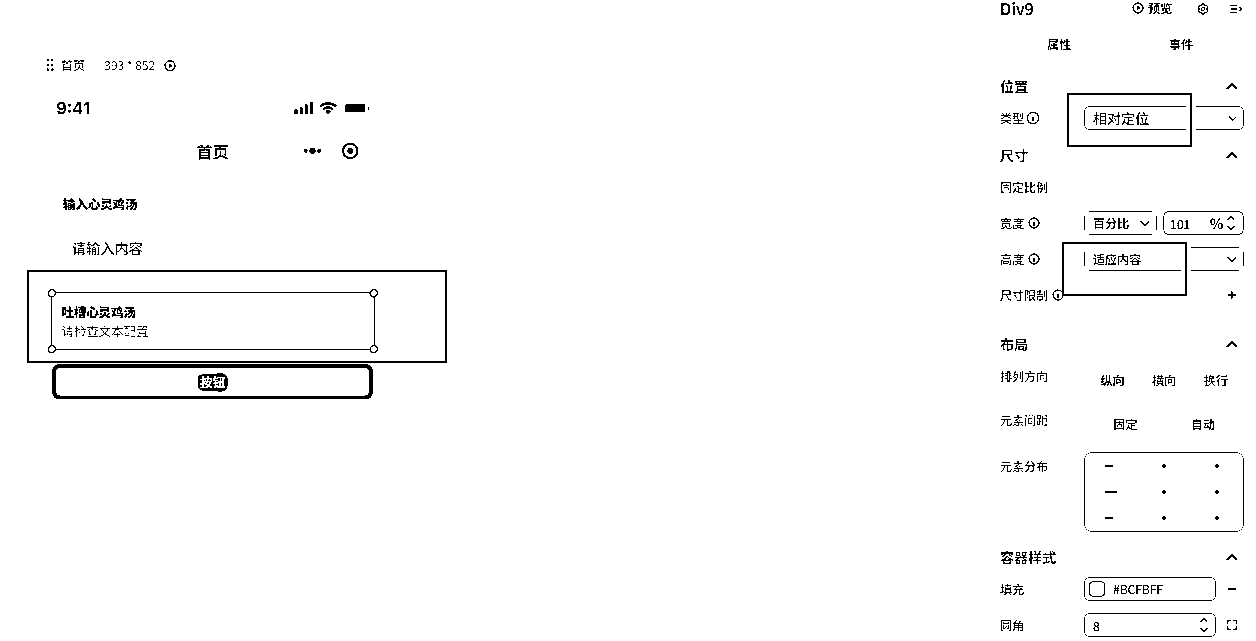 首页 393 * 852
9:41
首页
输入心灵鸡汤
请输入内容
吐槽心灵鸡汤
请检查文本配置
按钮
Div9 预览
属性 事件
位置
类型 相对定位
尺寸
固定比例
宽度 百分比 101 %
高度 适应内容
尺寸限制 +
布局
排列方向 纵向 横向 换行
元素间距 固定 自动
元素分布
容器样式
填充 #BCFBFF
圆角 8